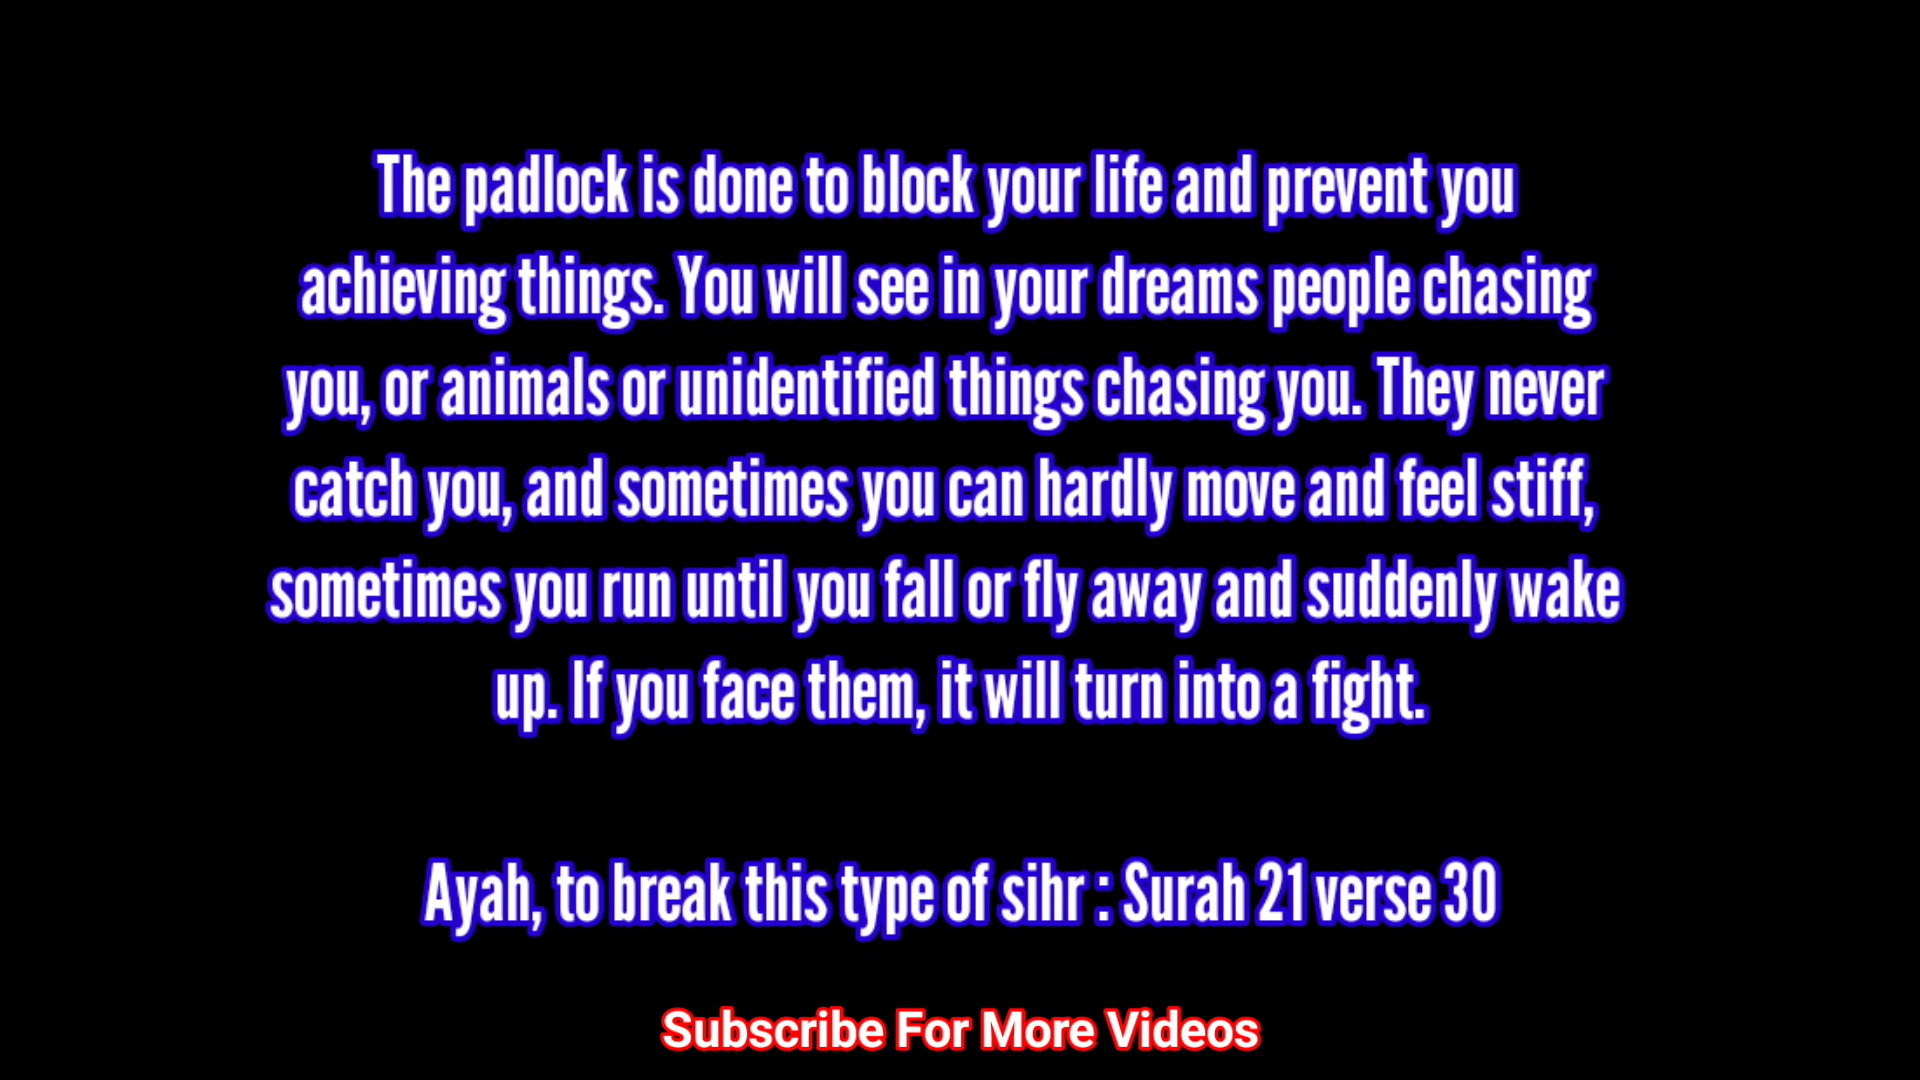 The padlock is done to block your life and prevent you
achieving things. You will see in your dreams people chasing
you, or animals or unidentified things chasing you. They never
catch you, and sometimes you can hardly move and feel stiff,
sometimes you run until you fall or fly away and suddenly wake
up. If you face them, it will turn into a fight.
Ayah, to break this type of sihr : Surah 21 verse 30
Subscribe For More Videos